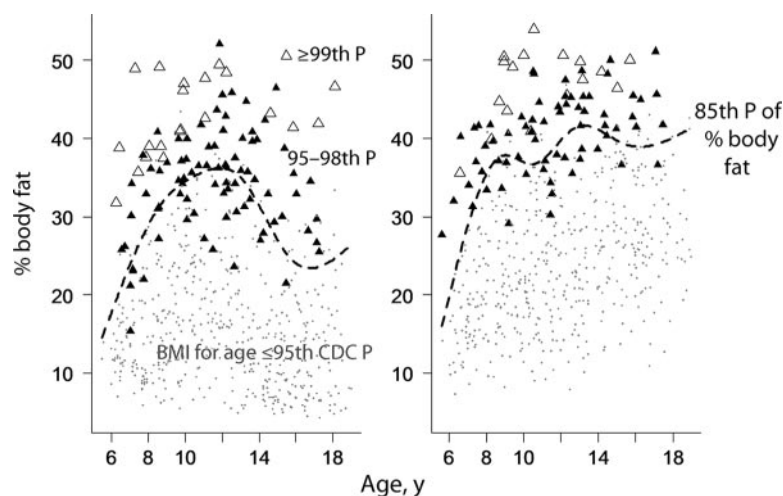 ≥99th P
95–98th P
BMI for age ≤95th CDC P
85th P of
% body
fat
% body fat
50
40
30
20
10
50
40
30
20
10
6 8 10 14 18
6 8 10 14 18
Age, y